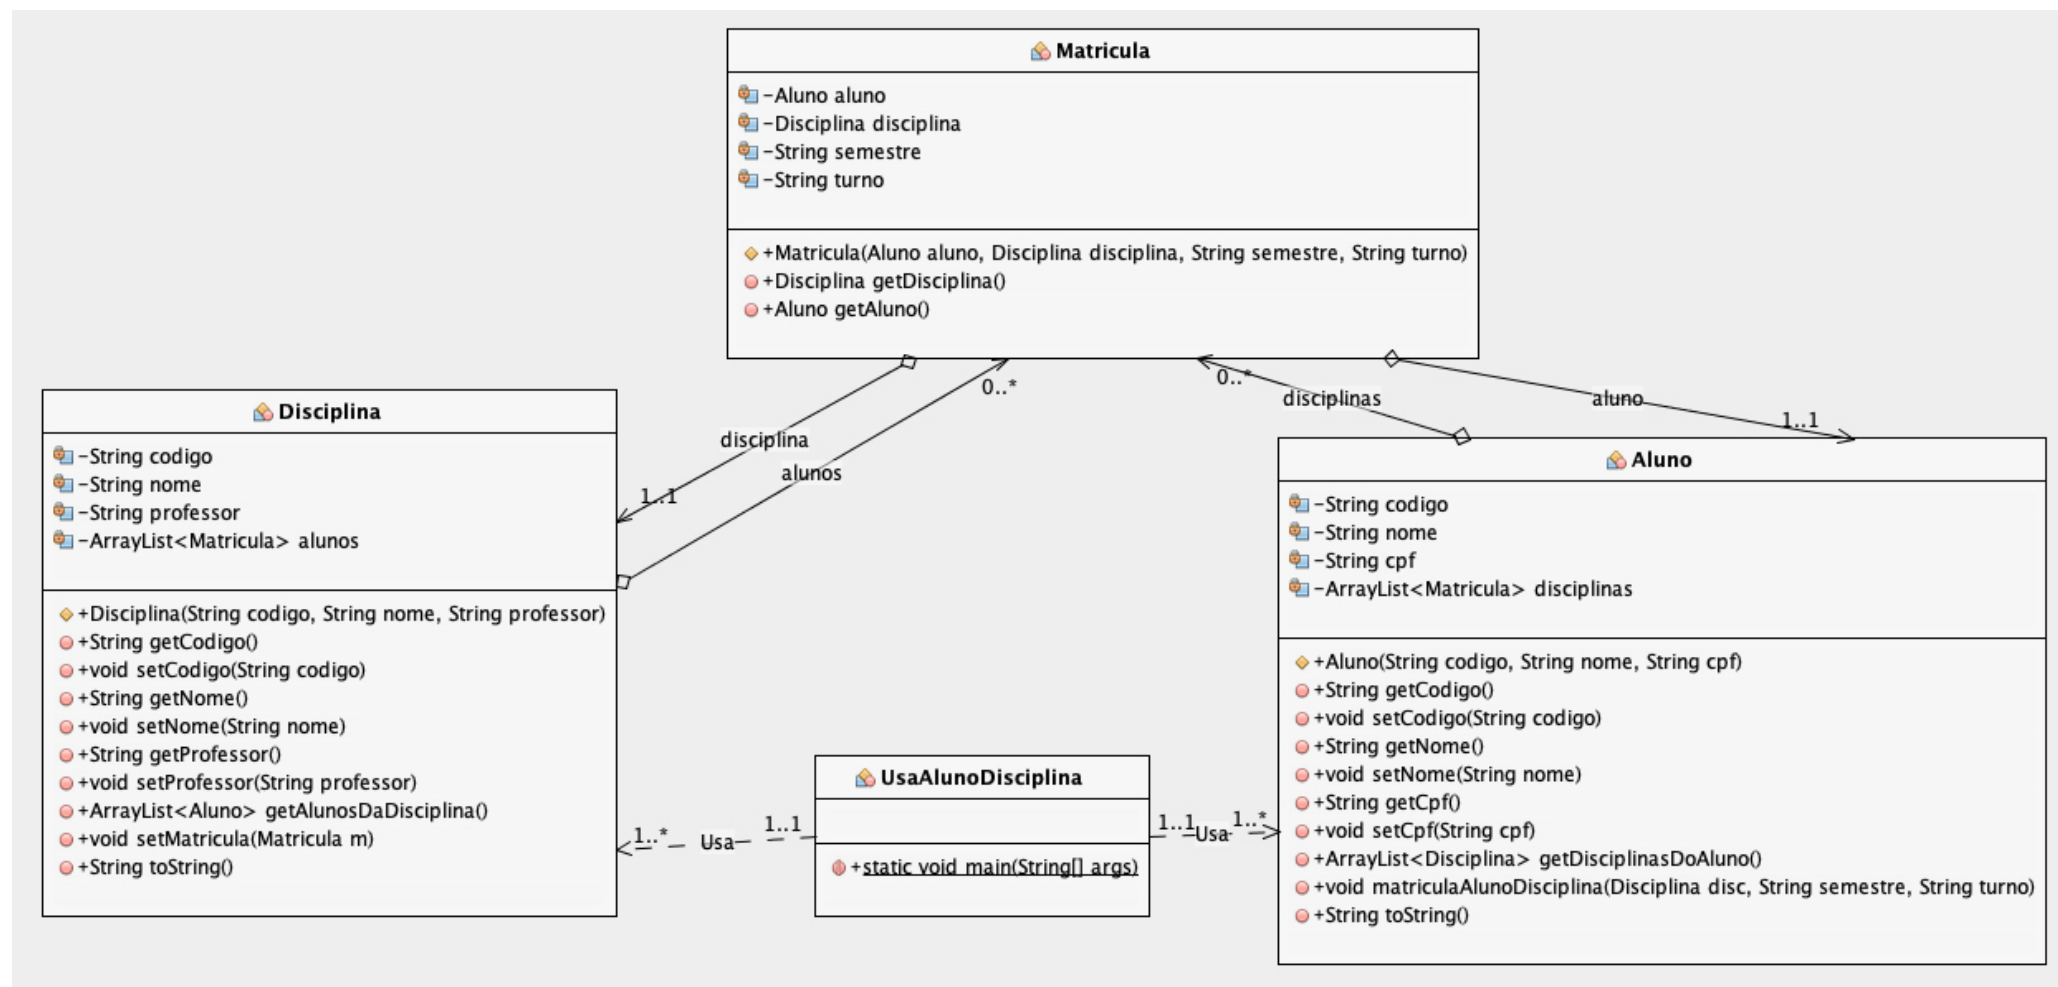 Matricula
-Aluno aluno
-Disciplina disciplina
-String semestre
-String turno
+Matricula(Aluno aluno, Disciplina disciplina, String semestre, String turno)
+Disciplina getDisciplina()
+Aluno getAluno()
0..*
0..*
disciplinas
aluno
1..1
disciplina
alunos
1..1
Disciplina
-String codigo
-String nome
-String professor
-ArrayList<Matricula> alunos
+Disciplina(String codigo, String nome, String professor)
+String getCodigo()
+void setCodigo(String codigo)
+String getNome()
+void setNome(String nome)
+String getProfessor()
+void setProfessor(String professor)
+ArrayList<Aluno> getAlunosDaDisciplina()
+void setMatricula(Matricula m)
+String toString()
1..*
Usa
1..1
UsaAlunoDisciplina
+static void main(String[] args)
1..1
Usa
1..*
Aluno
-String codigo
-String nome
-String cpf
-ArrayList<Matricula> disciplinas
+Aluno(String codigo, String nome, String cpf)
+String getCodigo()
+void setCodigo(String codigo)
+String getNome()
+void setNome(String nome)
+String getCpf()
+void setCpf(String cpf)
+ArrayList<Disciplina> getDisciplinasDoAluno()
+void matriculaAlunoDisciplina(Disciplina disc, String semestre, String turno)
+String toString()